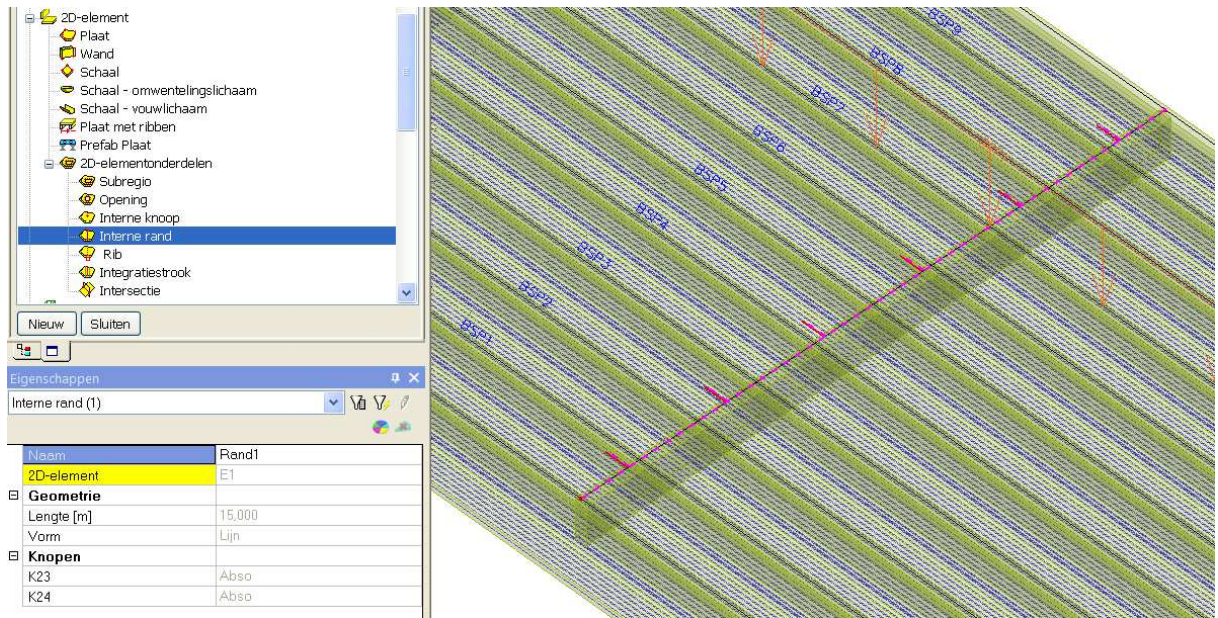 2D-element
Plaat
Wand
Schaal
Schaal - omwentelingslichaam
Schaal - vouwlichaam
Plaat met ribben
Prefab Plaat
2D-elementonderdelen
Subregio
Opening
Interne knoop
Interne rand
Rib
Integratiestrook
Intersectie
Nieuw
Sluiten
Eigenschappen
Interne rand (1)
Naam Rand1
2D-element E1
Geometrie
Lengte [m] 15,000
Vorm Lijn
Knopen
K23 Abso
K24 Abso
BSP9
BSP8
BSP7
BSP6
BSP5
BSP4
BSP3
BSP2
BSP1